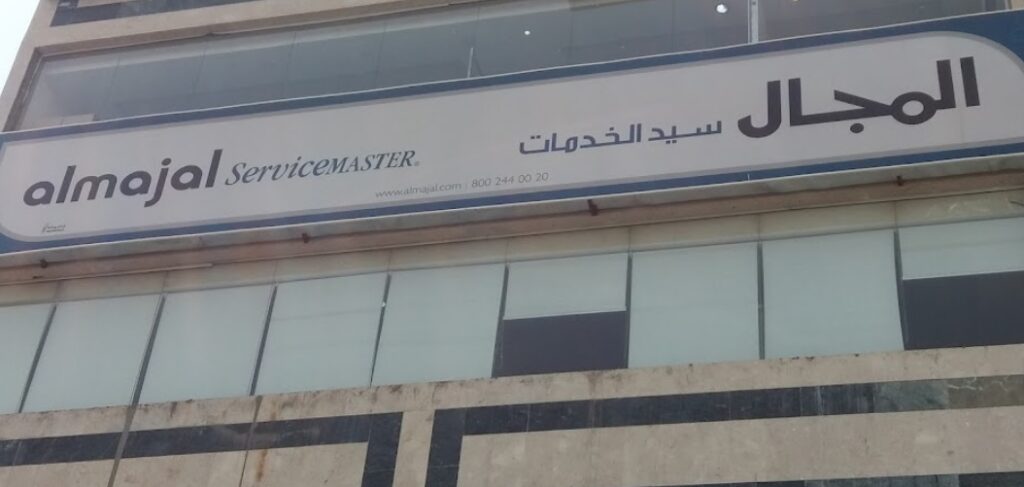 almajal ServiceMASTER®
المجال سيد الخدمات
www.almajal.com | 800 244 00 20